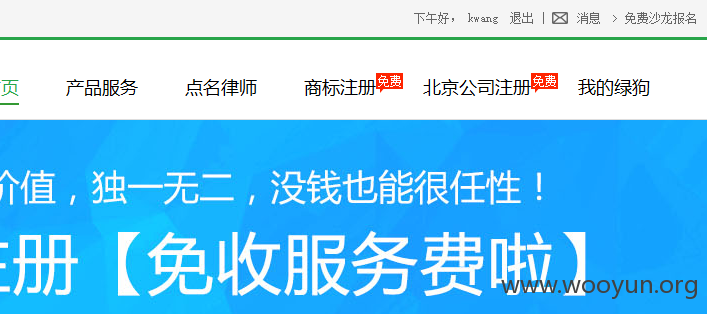 下午好， kwang 退出 | 消息 > 免费沙龙报名
页 产品服务 点名律师 商标注册 免费 北京公司注册 免费 我的绿狗
价值，独一无二，没钱也能很任性！
册【免收服务费啦】
www.wooyun.org